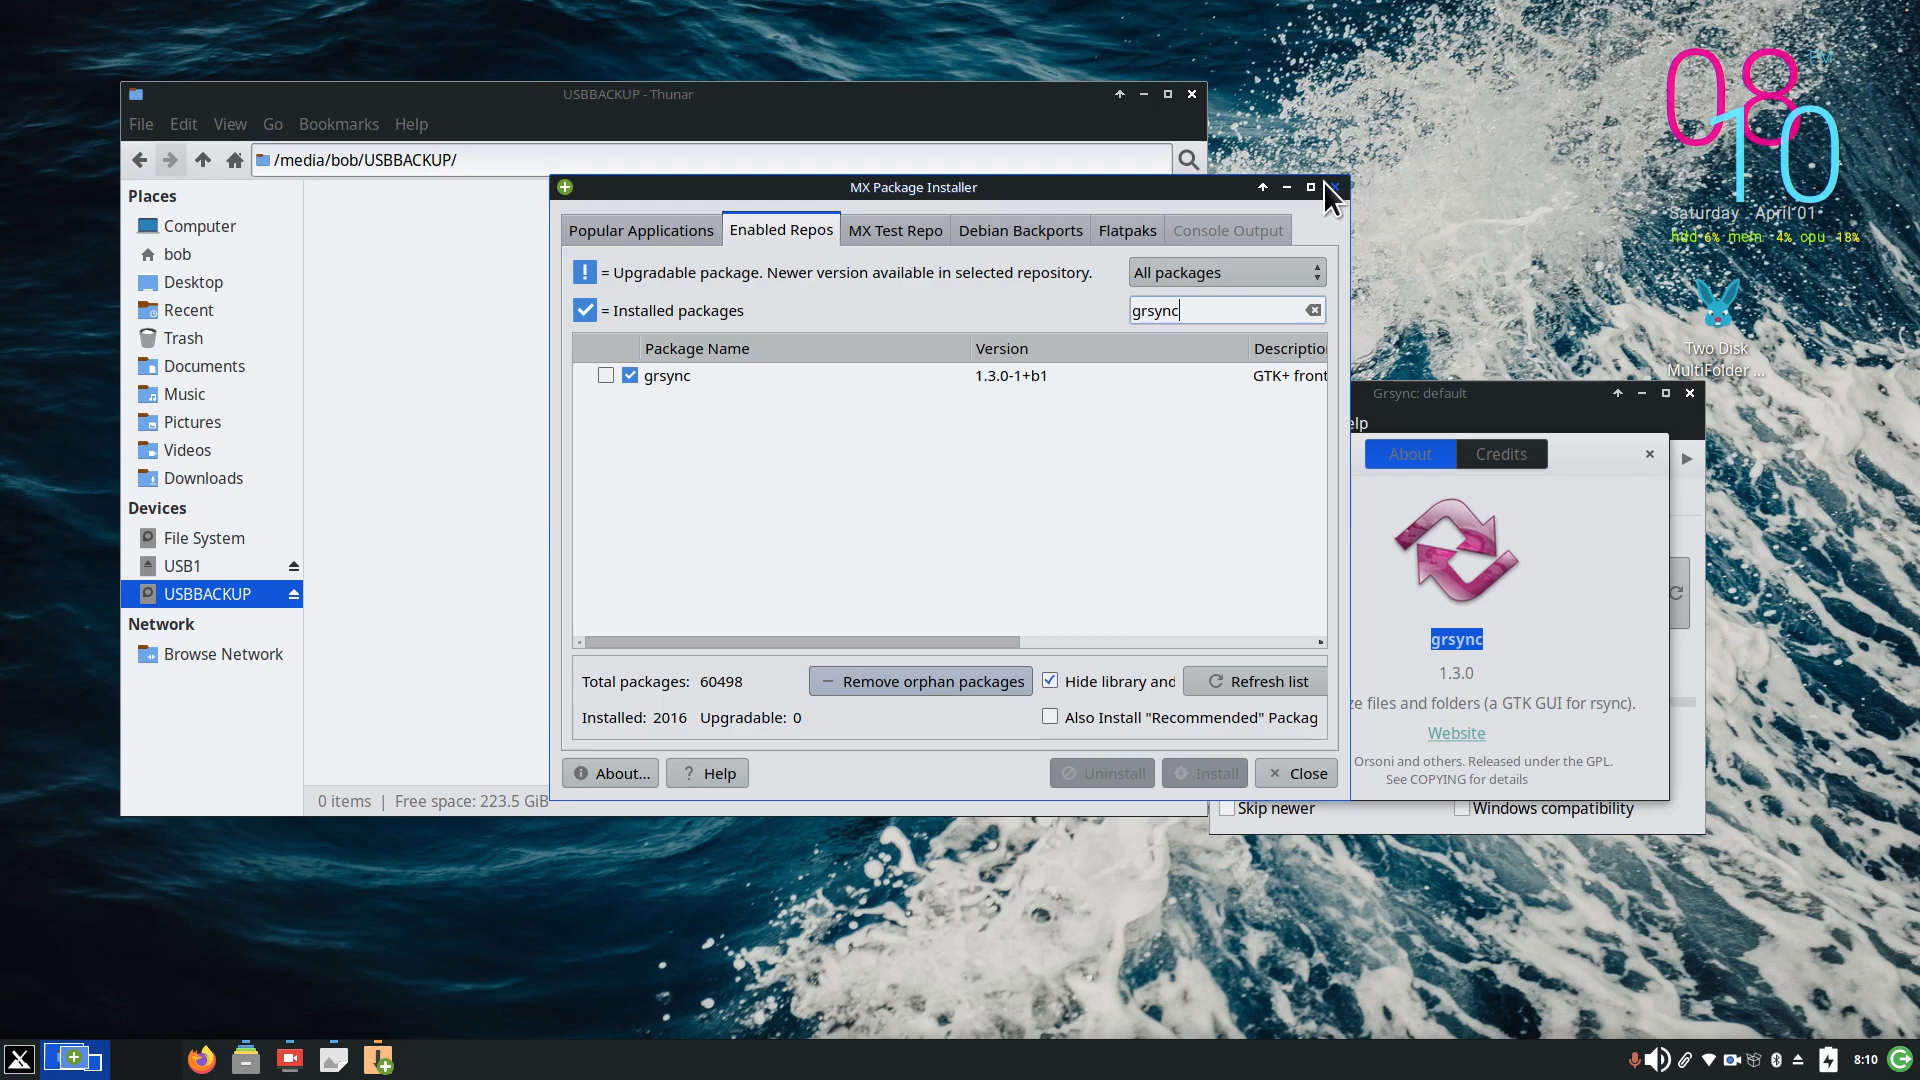 USBBACKUP - Thunar
File Edit View Go Bookmarks Help
/media/bob/USBBACKUP/
Places
Computer
bob
Desktop
Recent
Trash
Documents
Music
Pictures
Videos
Downloads
Devices
File System
USB1
USBBACKUP
Network
Browse Network
0 items | Free space: 223.5 GiB
MX Package Installer
Popular Applications Enabled Repos MX Test Repo Debian Backports Flatpaks Console Output
! = Upgradable package. Newer version available in selected repository.
All packages
= Installed packages
grsync
Package Name Version Descriptio
grsync 1.3.0-1+b1 GTK+ front
Total packages: 60498
Remove orphan packages
Hide library and
Refresh list
Installed: 2016 Upgradable: 0
Also Install "Recommended" Packag
About... Help Uninstall Install Close
08 PM
10
Saturday April 01
hdd 6% mem 4% cpu 18%
Two Disk
MultiFolder ...
Grsync: default
elp
About Credits
grsync
1.3.0
ze files and folders (a GTK GUI for rsync).
Website
Orsoni and others. Released under the GPL.
See COPYING for details
Skip newer Windows compatibility
8:10